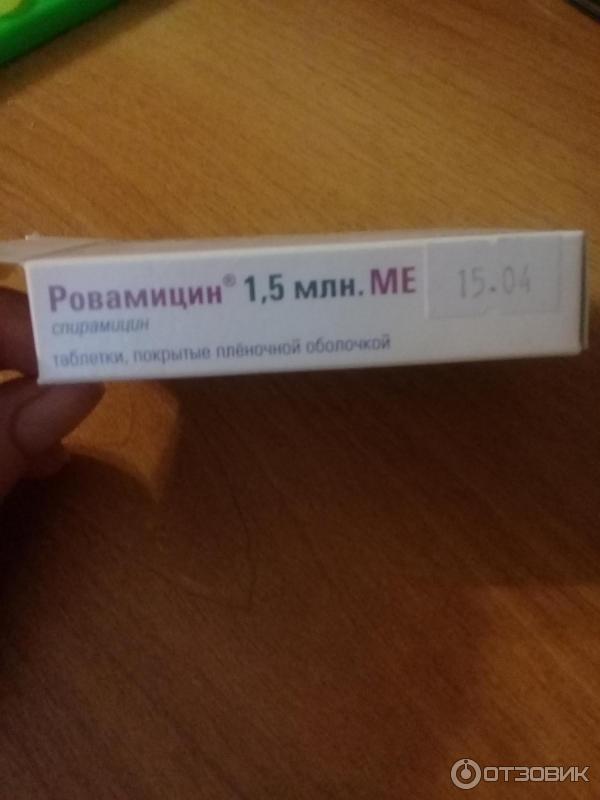 Ровамицин® 1,5 млн. МЕ
15.04
спирамицин
таблетки, покрытые плёночной оболочкой
ОТЗОВИК